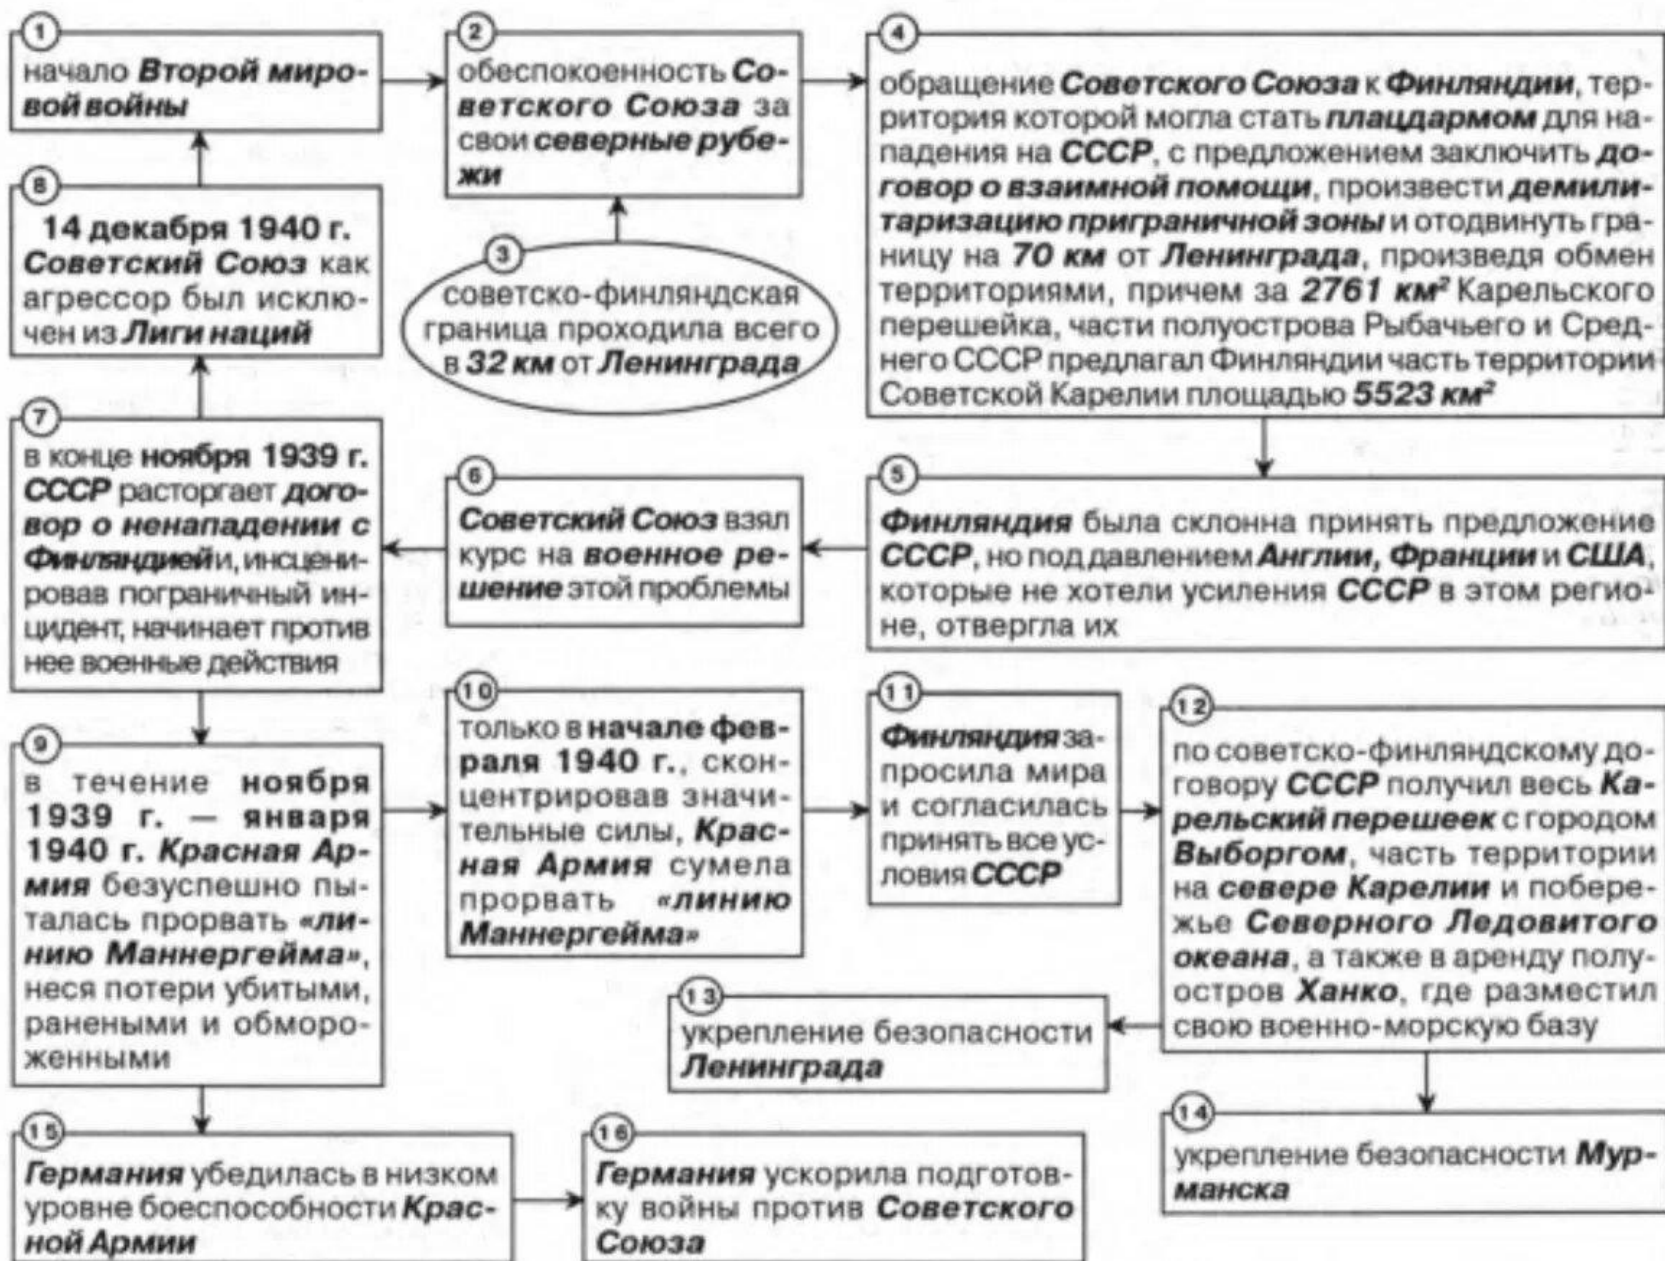 1
начало Второй миро-
вой войны
2
обеспокоенность Со-
ветского Союза за
свои северные рубе-
жи
4
обращение Советского Союза к Финляндии, тер-
ритория которой могла стать плацдармом для на-
падения на СССР, с предложением заключить до-
говор о взаимной помощи, произвести демили-
таризацию приграничной зоны и отодвинуть гра-
ницу на 70 км от Ленинграда, произведя обмен
территориями, причем за 2761 км² Карельского
перешейка, части полуострова Рыбачьего и Сред-
него СССР предлагал Финляндии часть территории
Советской Карелии площадью 5523 км²
8
14 декабря 1940 г.
Советский Союз как
агрессор был исклю-
чен из Лиги наций
3
советско-финляндская
граница проходила всего
в 32 км от Ленинграда
7
в конце ноября 1939 г.
СССР расторгает дого-
вор о ненападении с
Финляндией и, инсцени-
ровав пограничный ин-
цидент, начинает против
нее военные действия
6
Советский Союз взял
курс на военное ре-
шение этой проблемы
5
Финляндия была склонна принять предложение
СССР, но под давлением Англии, Франции и США,
которые не хотели усиления СССР в этом регио-
не, отвергла их
9
в течение ноября
1939 г. — января
1940 г. Красная Ар-
мия безуспешно пы-
талась прорвать «ли-
нию Маннергейма»,
неся потери убитыми,
ранеными и обморо-
женными
10
только в начале фев-
раля 1940 г., скон-
центрировав значи-
тельные силы, Крас-
ная Армия сумела
прорвать «линию
Маннергейма»
11
Финляндия за-
просила мира
и согласилась
принять все ус-
ловия СССР
12
по советско-финляндскому до-
говору СССР получил весь Ка-
рельский перешеек с городом
Выборгом, часть территории
на севере Карелии и побере-
жье Северного Ледовитого
океана, а также в аренду полу-
остров Ханко, где разместил
свою военно-морскую базу
13
укрепление безопасности
Ленинграда
14
укрепление безопасности Мур-
манска
15
Германия убедилась в низком
уровне боеспособности Крас-
ной Армии
16
Германия ускорила подготов-
ку войны против Советского
Союза